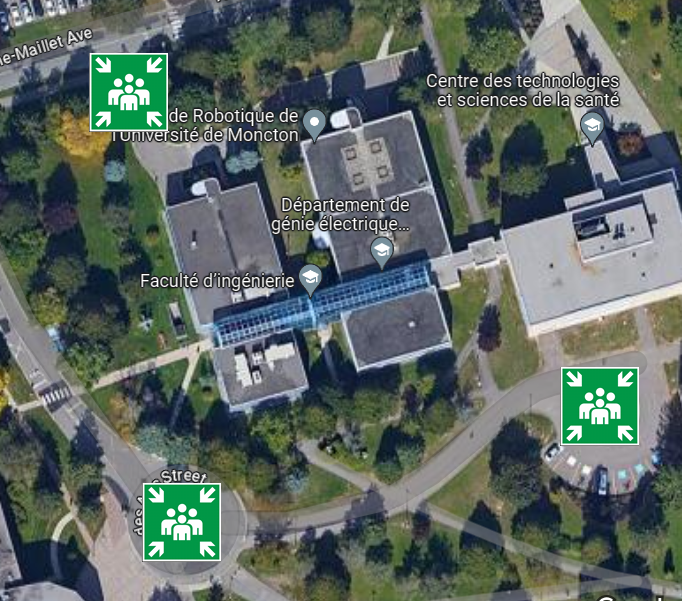 e-Maillet Ave
Centre des technologies
et sciences de la santé
de Robotique de
l'Université de Moncton
Département de
génie électrique...
Faculté d'ingénierie
Street